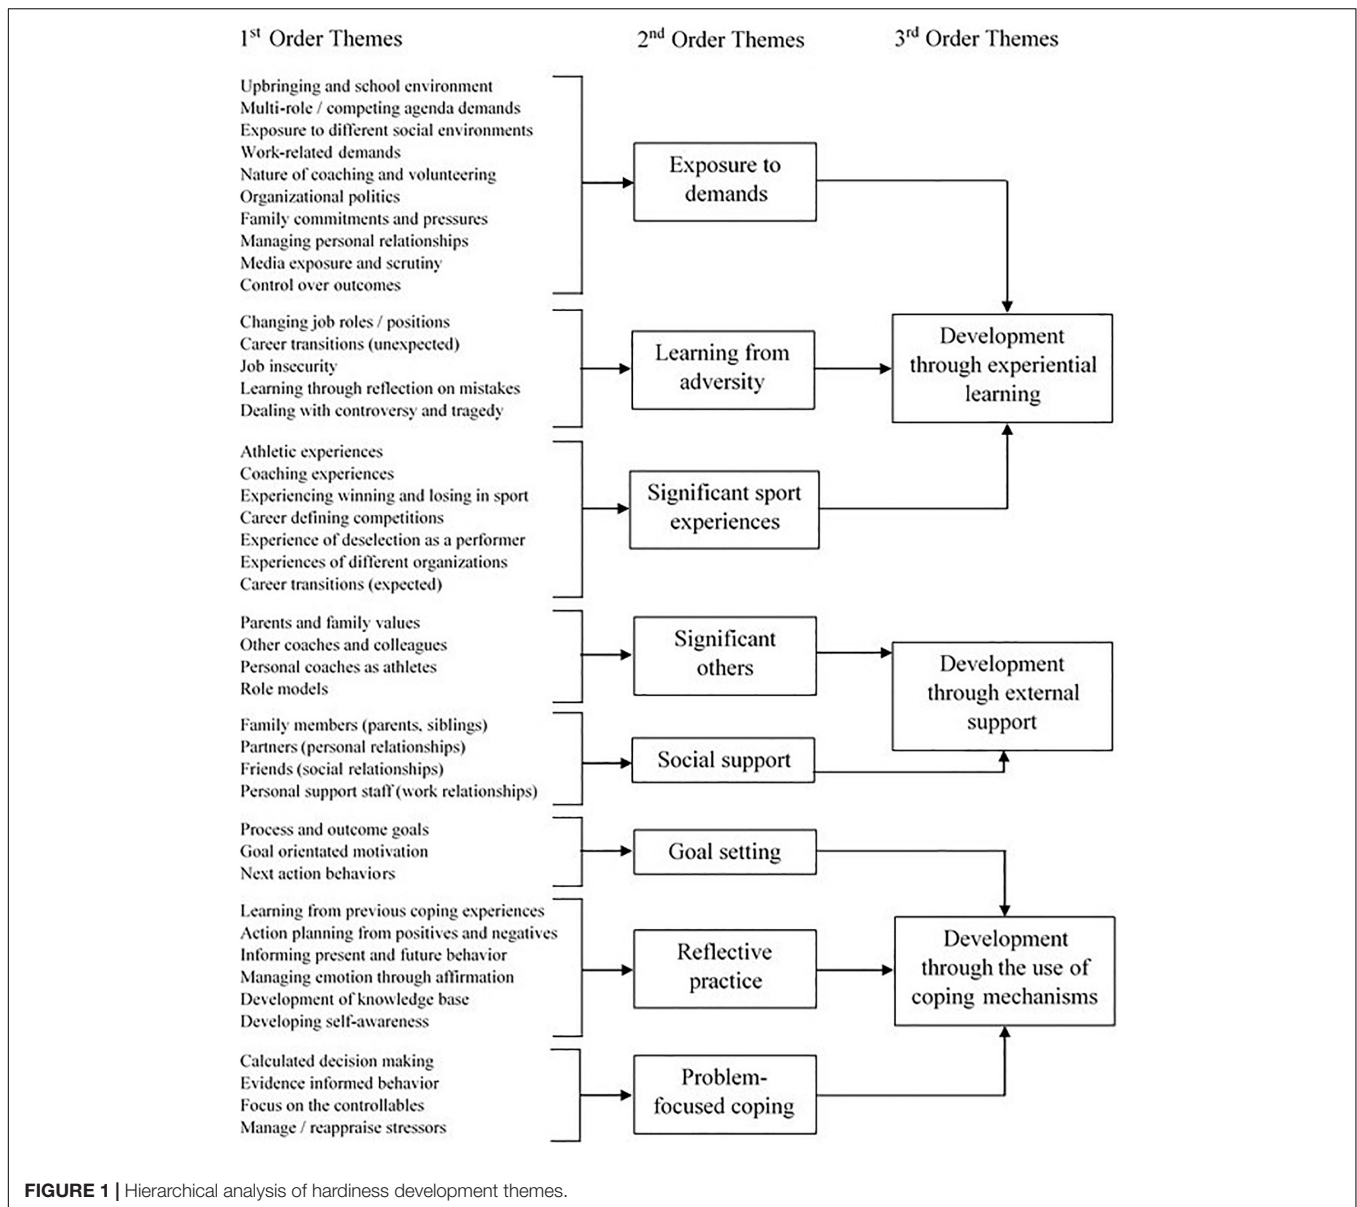 1st Order Themes
2nd Order Themes
3rd Order Themes
Upbringing and school environment
Multi-role / competing agenda demands
Exposure to different social environments
Work-related demands
Nature of coaching and volunteering
Organizational politics
Family commitments and pressures
Managing personal relationships
Media exposure and scrutiny
Control over outcomes
Exposure to
demands
Changing job roles / positions
Career transitions (unexpected)
Job insecurity
Learning through reflection on mistakes
Dealing with controversy and tragedy
Learning from
adversity
Development
through experiential
learning
Athletic experiences
Coaching experiences
Experiencing winning and losing in sport
Career defining competitions
Experience of deselection as a performer
Experiences of different organizations
Career transitions (expected)
Significant sport
experiences
Parents and family values
Other coaches and colleagues
Personal coaches as athletes
Role models
Significant
others
Development
through external
support
Family members (parents, siblings)
Partners (personal relationships)
Friends (social relationships)
Personal support staff (work relationships)
Social support
Process and outcome goals
Goal orientated motivation
Next action behaviors
Goal setting
Learning from previous coping experiences
Action planning from positives and negatives
Informing present and future behavior
Managing emotion through affirmation
Development of knowledge base
Developing self-awareness
Reflective
practice
Development
through the use of
coping mechanisms
Calculated decision making
Evidence informed behavior
Focus on the controllables
Manage / reappraise stressors
Problem-
focused coping
FIGURE 1 | Hierarchical analysis of hardiness development themes.